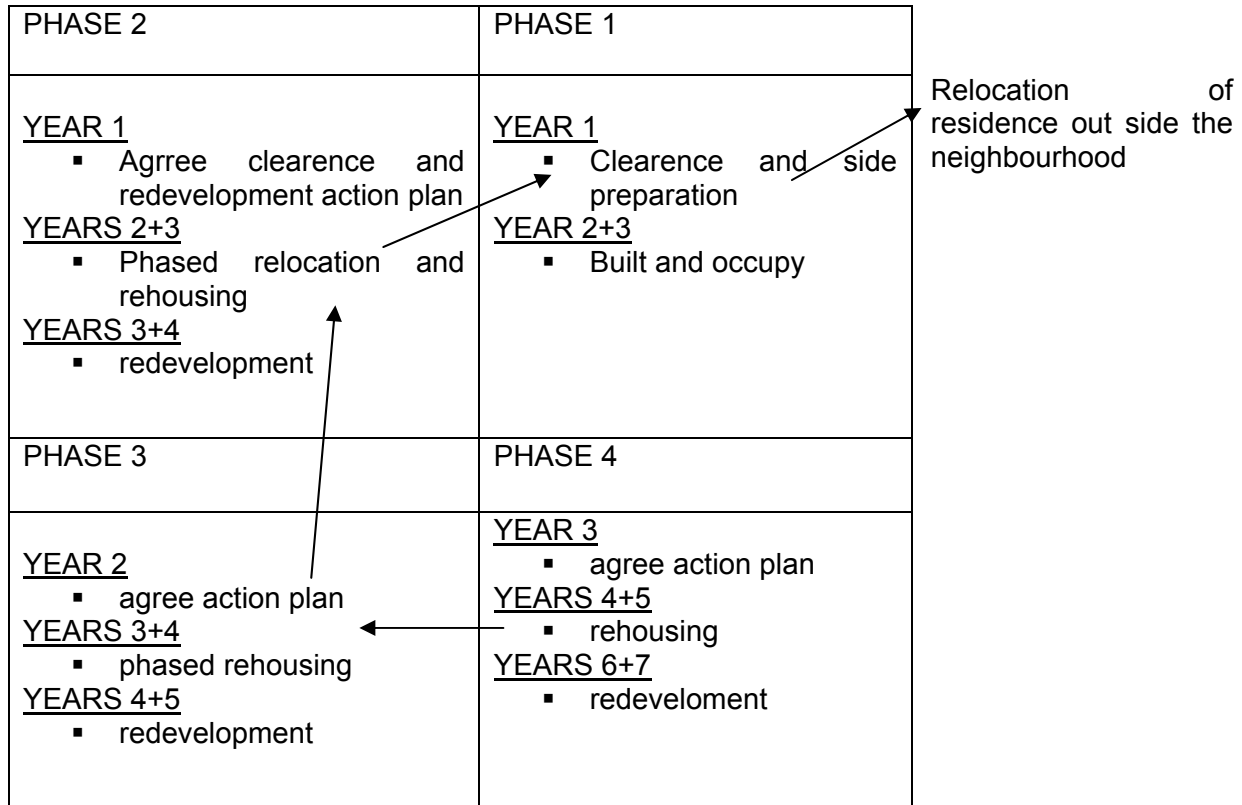 PHASE 2
YEAR 1
▪ Agrree clearence and
redevelopment action plan
YEARS 2+3
▪ Phased relocation and
rehousing
YEARS 3+4
▪ redevelopment
PHASE 1
YEAR 1
▪ Clearence and side
preparation
YEAR 2+3
▪ Built and occupy
Relocation of
residence out side the
neighbourhood
PHASE 3
YEAR 2
▪ agree action plan
YEARS 3+4
▪ phased rehousing
YEARS 4+5
▪ redevelopment
PHASE 4
YEAR 3
▪ agree action plan
YEARS 4+5
▪ rehousing
YEARS 6+7
▪ redeveloment